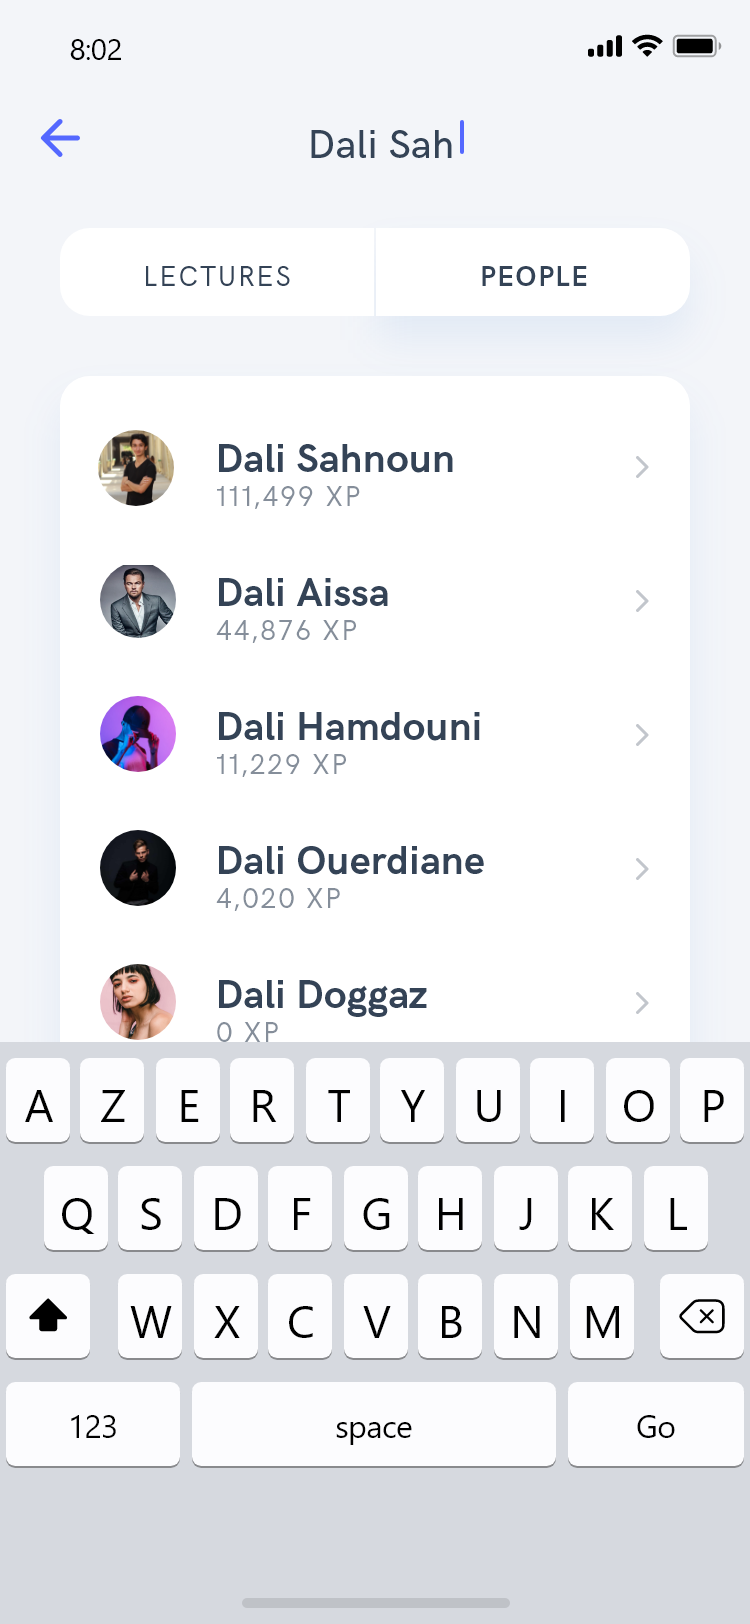 8:02
Dali Sah
LECTURES
PEOPLE
Dali Sahnoun
111,499 XP
Dali Aissa
44,876 XP
Dali Hamdouni
11,229 XP
Dali Ouerdiane
4,020 XP
Dali Doggaz
0 XP
A Z E R T Y U I O P
Q S D F G H J K L
W X C V B N M
123 space Go